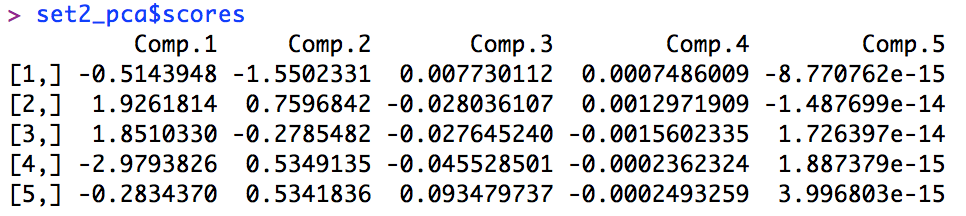 > set2_pca$scores
Comp.1 Comp.2 Comp.3 Comp.4 Comp.5
[1,] -0.5143948 -1.5502331 0.007730112 0.0007486009 -8.770762e-15
[2,] 1.9261814 0.7596842 -0.028036107 0.0012971909 -1.487699e-14
[3,] 1.8510330 -0.2785482 -0.027645240 -0.0015602335 1.726397e-14
[4,] -2.9793826 0.5349135 -0.045528501 -0.0002362324 1.887379e-15
[5,] -0.2834370 0.5341836 0.093479737 -0.0002493259 3.996803e-15